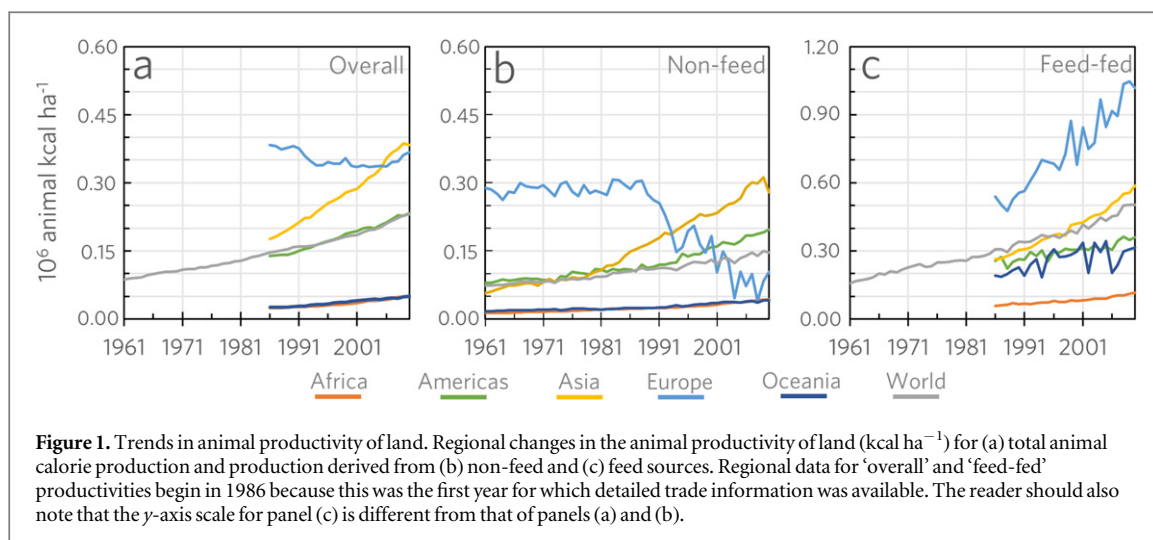 a Overall
b Non-feed
c Feed-fed
10⁶ animal kcal ha⁻¹
0.60
0.45
0.30
0.15
0.00
1961 1971 1981 1991 2001
0.60
0.45
0.30
0.15
0.00
1961 1971 1981 1991 2001
1.20
0.90
0.60
0.30
0.00
1961 1971 1981 1991 2001
Africa Americas Asia Europe Oceania World
Figure 1. Trends in animal productivity of land. Regional changes in the animal productivity of land (kcal ha⁻¹) for (a) total animal
calorie production and production derived from (b) non-feed and (c) feed sources. Regional data for ‘overall’ and ‘feed-fed’
productivities begin in 1986 because this was the first year for which detailed trade information was available. The reader should also
note that the y-axis scale for panel (c) is different from that of panels (a) and (b).